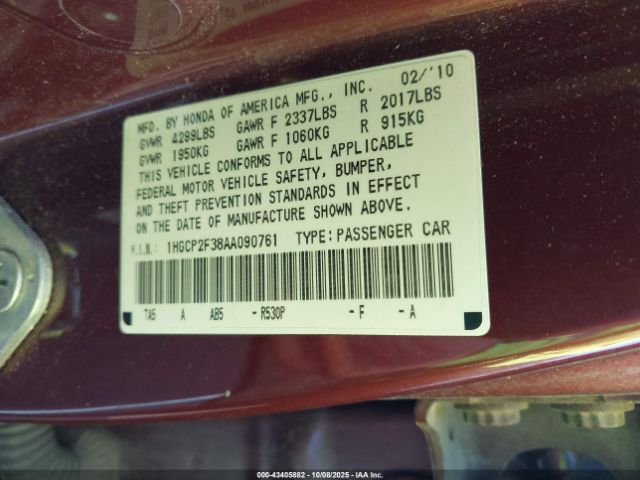 MFD. BY HONDA OF AMERICA MFG., INC. 02/'10
GVWR 4299LBS GAWR F 2337LBS R 2017LBS
GVWR 1950KG GAWR F 1060KG R 915KG
THIS VEHICLE CONFORMS TO ALL APPLICABLE
FEDERAL MOTOR VEHICLE SAFETY, BUMPER,
AND THEFT PREVENTION STANDARDS IN EFFECT
ON THE DATE OF MANUFACTURE SHOWN ABOVE.
V.I.N.: 1HGCP2F38AA090761 TYPE:PASSENGER CAR
TA5 A AB5 - R530P - F - A
000-43405882 | 10/08/2025 | IAA Inc.